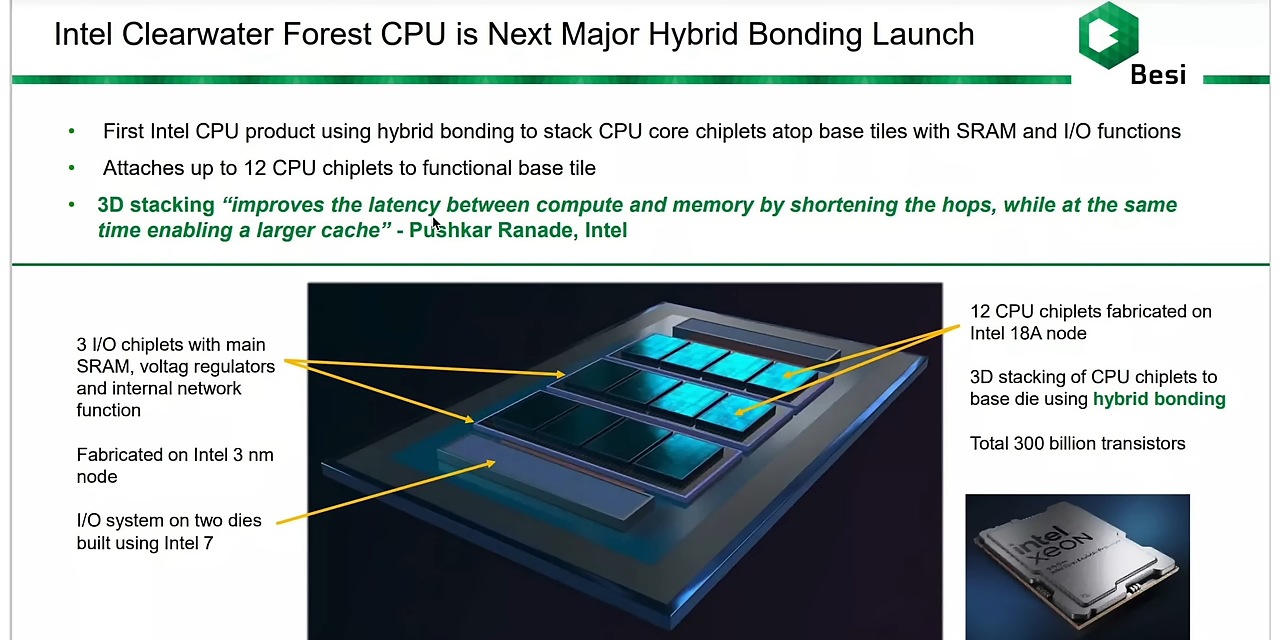 Intel Clearwater Forest CPU is Next Major Hybrid Bonding Launch
Besi
• First Intel CPU product using hybrid bonding to stack CPU core chiplets atop base tiles with SRAM and I/O functions
• Attaches up to 12 CPU chiplets to functional base tile
• 3D stacking “improves the latency between compute and memory by shortening the hops, while at the same
time enabling a larger cache” - Pushkar Ranade, Intel
3 I/O chiplets with main
SRAM, voltag regulators
and internal network
function
Fabricated on Intel 3 nm
node
I/O system on two dies
built using Intel 7
12 CPU chiplets fabricated on
Intel 18A node
3D stacking of CPU chiplets to
base die using hybrid bonding
Total 300 billion transistors
intel
XEON